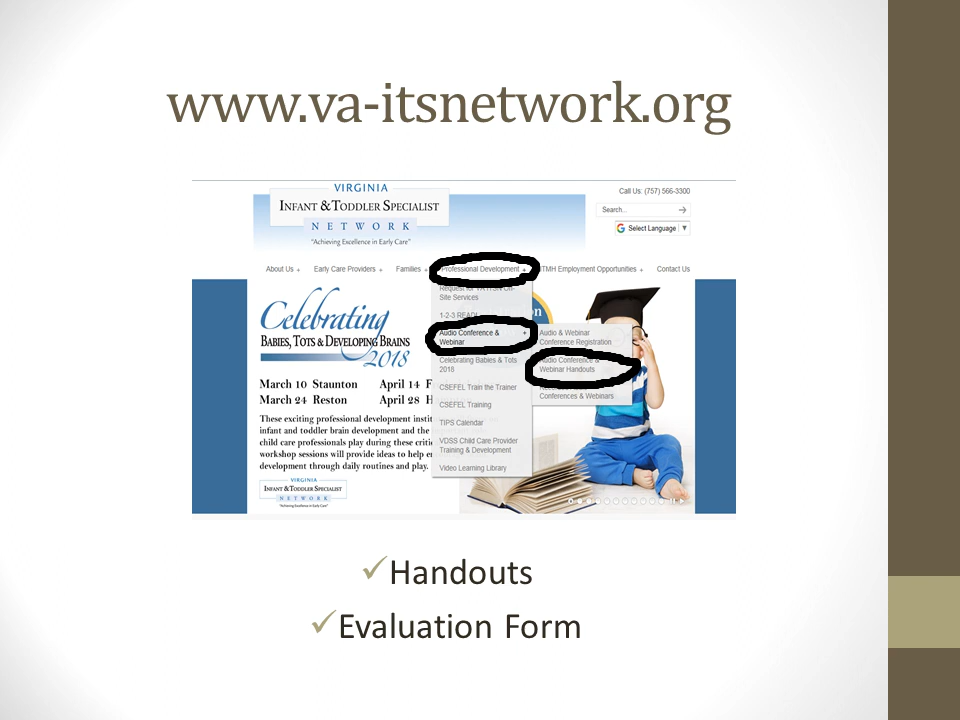 www.va-itsnetwork.org
VIRGINIA
INFANT & TODDLER SPECIALIST
NETWORK
"Achieving Excellence in Early Care"
Call Us: (757) 566-3300
Search...
Select Language
About Us + Early Care Providers + Families + Professional Development + Employment Opportunities + Contact Us
Request for
Site Services
1-2-3 READ!
Audio Conference & +
Webinar
Celebrating Babies & Tots
2018
CSEFEL Train the Trainer
CSEFEL Training
TIPS Calendar
VDSS Child Care Provider
Training & Development
Video Learning Library
Audio & Webinar
Conference Registration
Audio Conference &
Webinar Handouts
Conferences & Webinars
Celebrating
BABIES, TOTS & DEVELOPING BRAINS
2018
March 10 Staunton April 14 F
March 24 Reston April 28 H
These exciting professional development instit
infant and toddler brain development and the
child care professionals play during these critic
workshop sessions will provide ideas to help en
development through daily routines and play.
VIRGINIA
INFANT & TODDLER SPECIALIST
NETWORK
"Achieving Excellence in Early Care"
Handouts
Evaluation Form